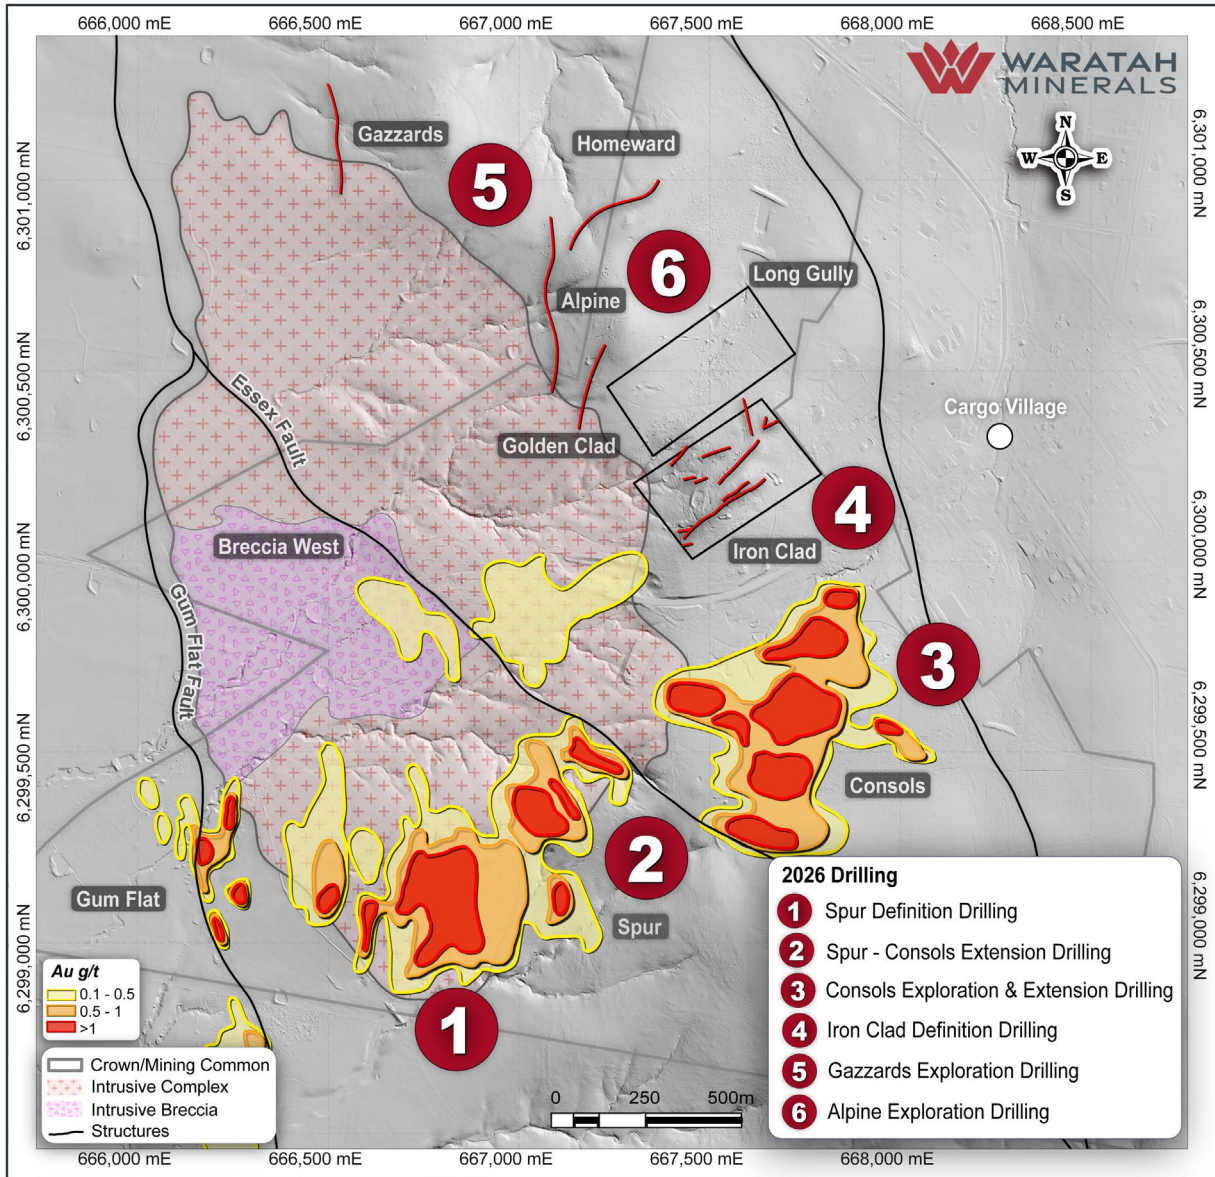 666,000 mE
666,500 mE
667,000 mE
667,500 mE
668,000 mE
668,500 mE
WARATAH
MINERALS
N
W
E
S
Gazzards
Homeward
5
6
Long Gully
Alpine
6,301,000 mN
6,301,000 mN
6,300,500 mN
6,300,500 mN
Essex Fault
Cargo Village
Golden Clad
4
Iron Clad
Breccia West
6,300,000 mN
6,300,000 mN
Gum Flat Fault
3
Consols
6,299,500 mN
6,299,500 mN
2
Gum Flat
Spur
6,299,000 mN
6,299,000 mN
1
Au g/t
0.1 - 0.5
0.5 - 1
>1
Crown/Mining Common
Intrusive Complex
Intrusive Breccia
Structures
0 250 500m
2026 Drilling
1 Spur Definition Drilling
2 Spur - Consols Extension Drilling
3 Consols Exploration & Extension Drilling
4 Iron Clad Definition Drilling
5 Gazzards Exploration Drilling
6 Alpine Exploration Drilling
666,000 mE
666,500 mE
667,000 mE
667,500 mE
668,000 mE